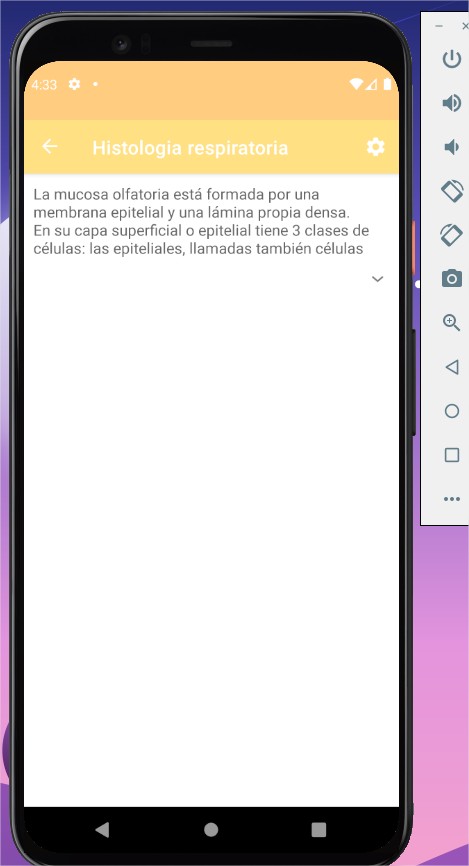 4:33
Histologia respiratoria
La mucosa olfatoria está formada por una
membrana epitelial y una lámina propia densa.
En su capa superficial o epitelial tiene 3 clases de
células: las epiteliales, llamadas también células